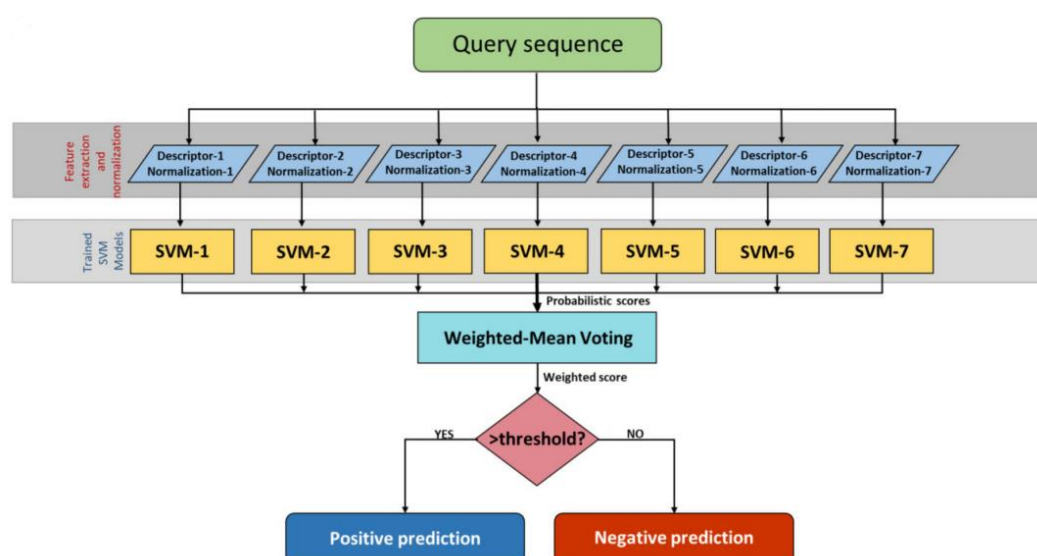 Query sequence
Feature
extraction
and
normalization
Descriptor-1
Normalization-1
Descriptor-2
Normalization-2
Descriptor-3
Normalization-3
Descriptor-4
Normalization-4
Descriptor-5
Normalization-5
Descriptor-6
Normalization-6
Descriptor-7
Normalization-7
Trained
SVM
Models
SVM-1
SVM-2
SVM-3
SVM-4
SVM-5
SVM-6
SVM-7
Probabilistic scores
Weighted-Mean Voting
Weighted score
YES
>threshold?
NO
Positive prediction
Negative prediction